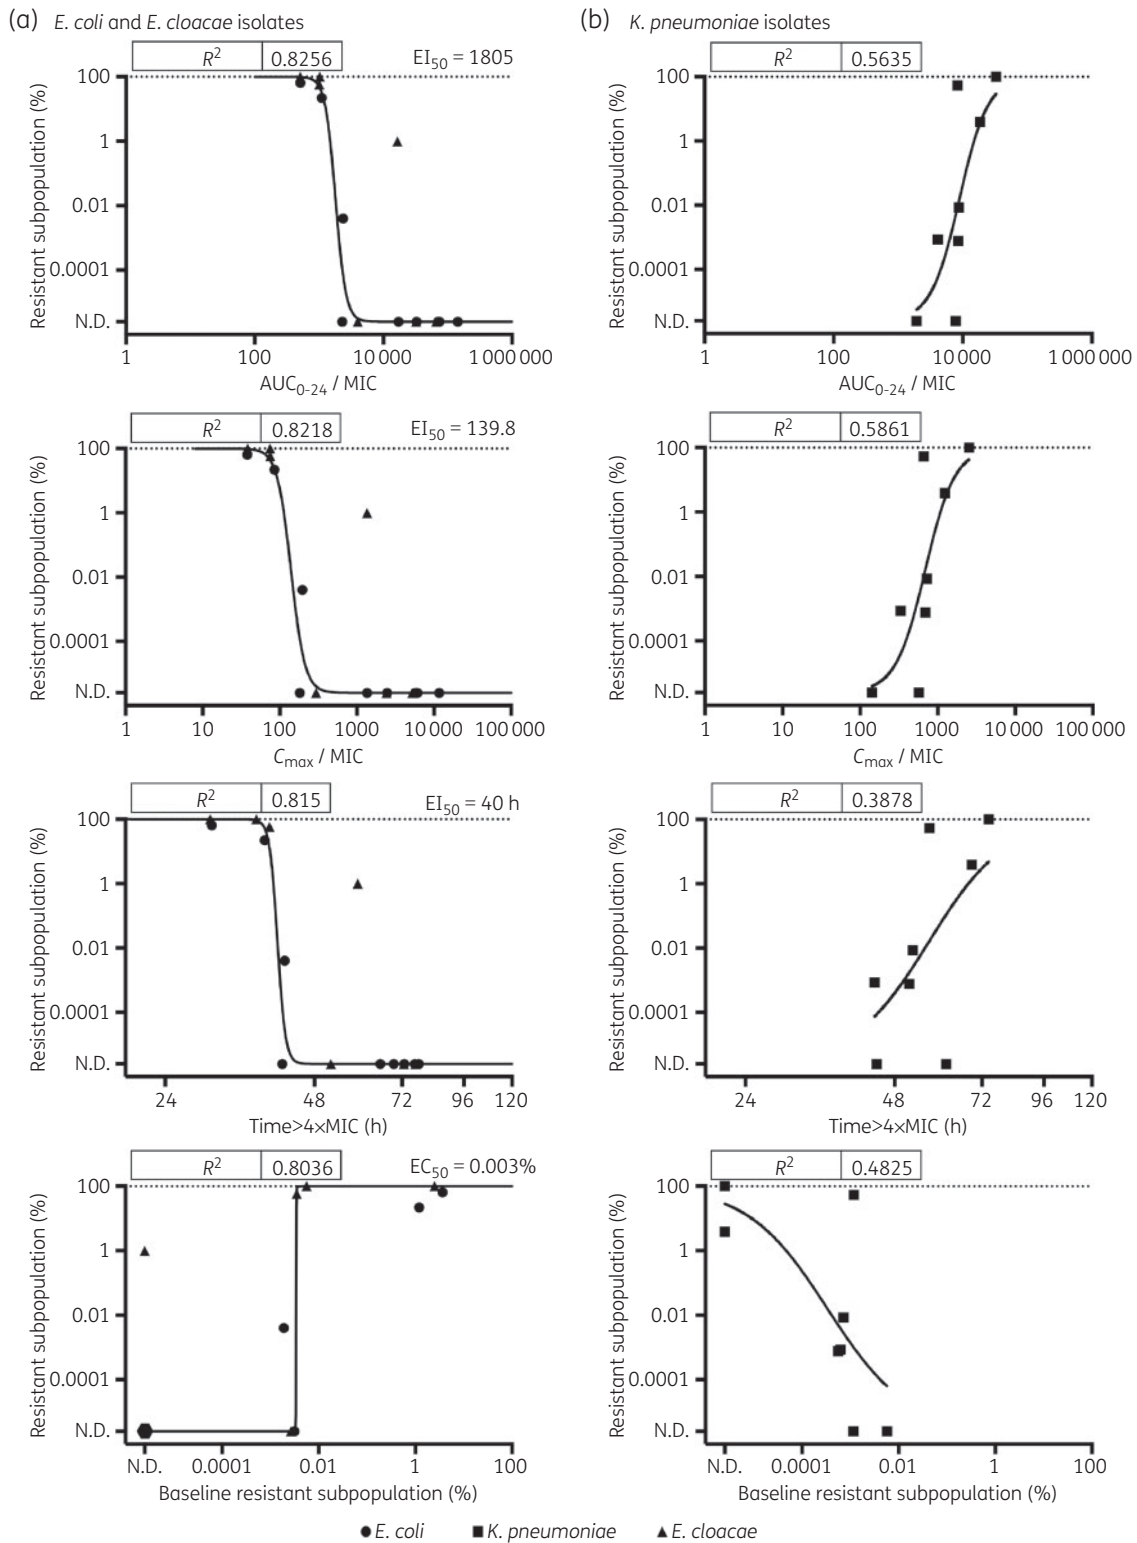 (a) E. coli and E. cloacae isolates
(b) K. pneumoniae isolates
R² 0.8256 EI₅₀ = 1805
Resistant subpopulation (%)
100
1
0.01
0.0001
N.D.
1 100 10 000 1 000 000
AUC₀₋₂₄ / MIC
R² 0.5635
Resistant subpopulation (%)
100
1
0.01
0.0001
N.D.
1 100 10 000 1 000 000
AUC₀₋₂₄ / MIC
R² 0.8218 EI₅₀ = 139.8
Resistant subpopulation (%)
100
1
0.01
0.0001
N.D.
1 10 100 1000 10 000 100 000
Cmax / MIC
R² 0.5861
Resistant subpopulation (%)
100
1
0.01
0.0001
N.D.
1 10 100 1000 10 000 100 000
Cmax / MIC
R² 0.815 EI₅₀ = 40 h
Resistant subpopulation (%)
100
1
0.01
0.0001
N.D.
24 48 72 96 120
Time>4×MIC (h)
R² 0.3878
Resistant subpopulation (%)
100
1
0.01
0.0001
N.D.
24 48 72 96 120
Time>4×MIC (h)
R² 0.8036 EC₅₀ = 0.003%
Resistant subpopulation (%)
100
1
0.01
0.0001
N.D.
N.D. 0.0001 0.01 1 100
Baseline resistant subpopulation (%)
R² 0.4825
Resistant subpopulation (%)
100
1
0.01
0.0001
N.D.
N.D. 0.0001 0.01 1 100
Baseline resistant subpopulation (%)
E. coli K. pneumoniae E. cloacae